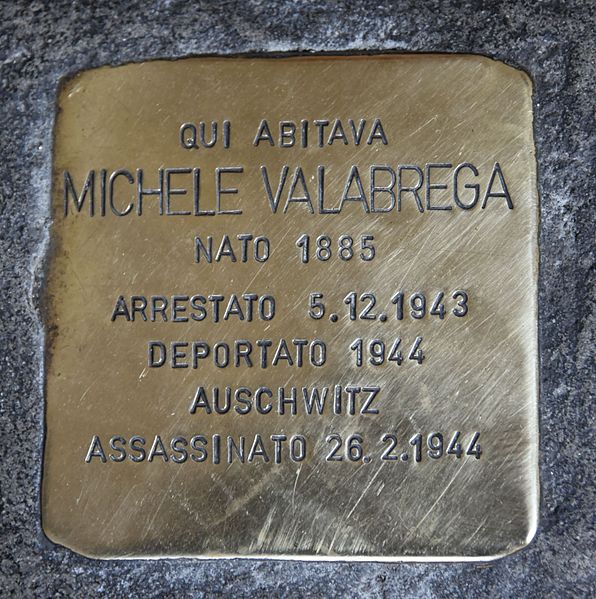 QUI ABITAVA
MICHELE VALABREGA
NATO 1885
ARRESTATO 5.12.1943
DEPORTATO 1944
AUSCHWITZ
ASSASSINATO 26.2.1944